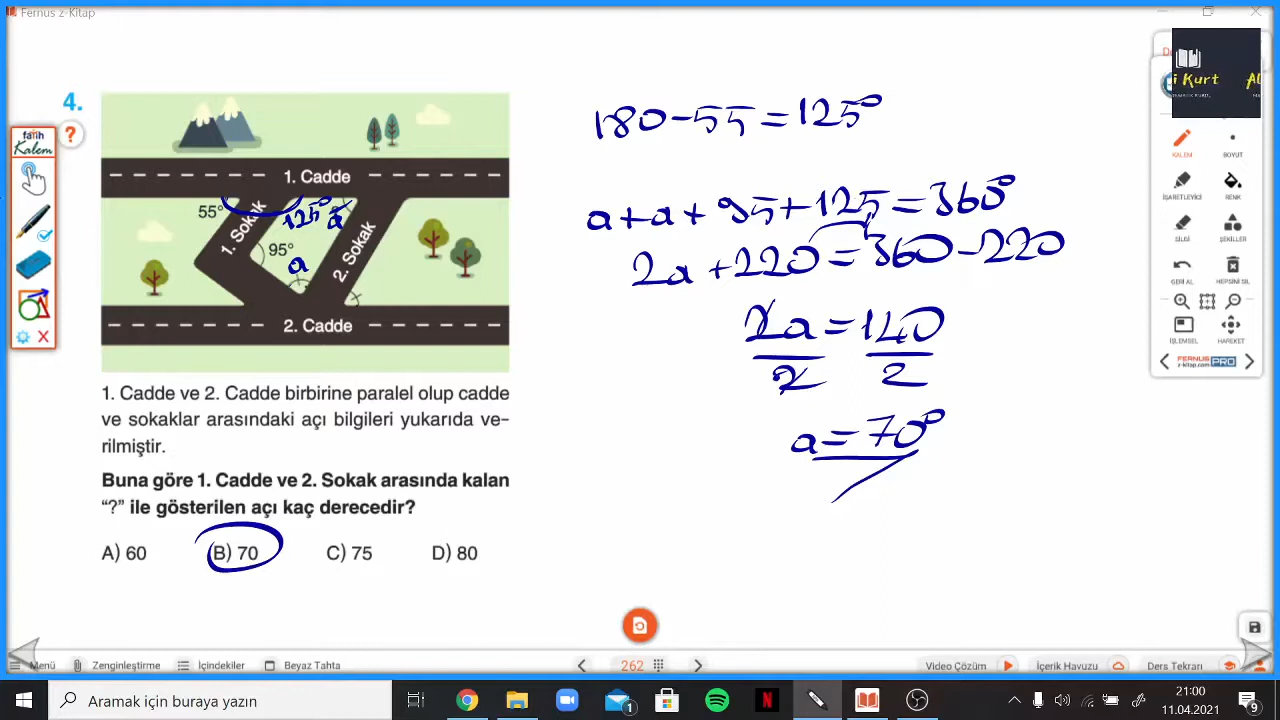 Fernus z-Kitap
i Kurt
4.
?
fatih
Kalem
1. Cadde
55°
125°
a
1. Sokak
95°
a
2. Sokak
2. Cadde
180-55=125°
a+a+95+125=360°
2a+220=360-220
2a=140
2 2
a=70°
1. Cadde ve 2. Cadde birbirine paralel olup cadde
ve sokaklar arasındaki açı bilgileri yukarıda ve-
rilmiştir.
Buna göre 1. Cadde ve 2. Sokak arasında kalan
“?” ile gösterilen açı kaç derecedir?
A) 60 B) 70 C) 75 D) 80
KALEM BOYUT
İŞARETLEYİCİ RENK
SİLGİ ŞEKİLLER
GERİ AL HEPSİNİ SİL
İŞLEMSEL HAREKET
FERNUS PRO
z-kitap.com
Menü Zenginleştirme İçindekiler Beyaz Tahta 262 Video Çözüm İçerik Havuzu Ders Tekrarı
Aramak için buraya yazın
1
N
21:00
11.04.2021
9